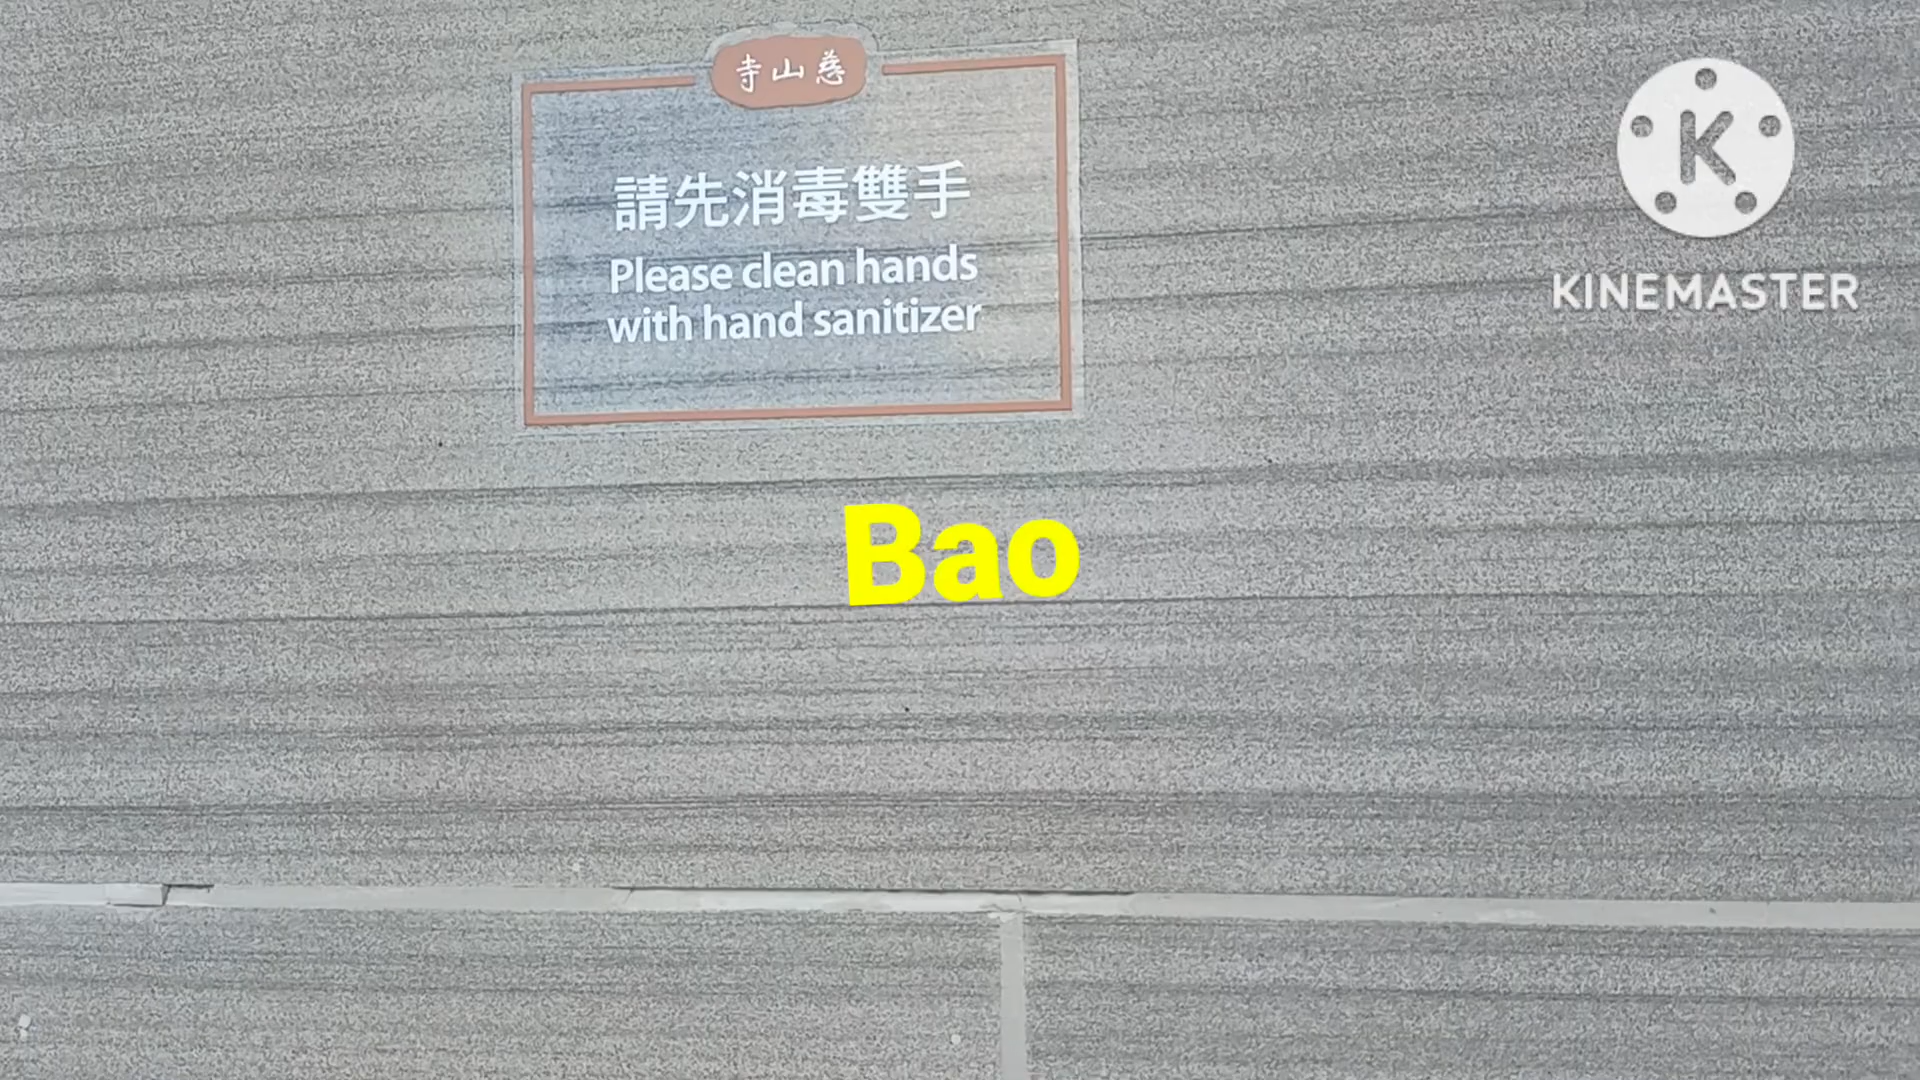 寺山慈
請先消毒雙手
Please clean hands
with hand sanitizer
K
KINEMASTER
Bao